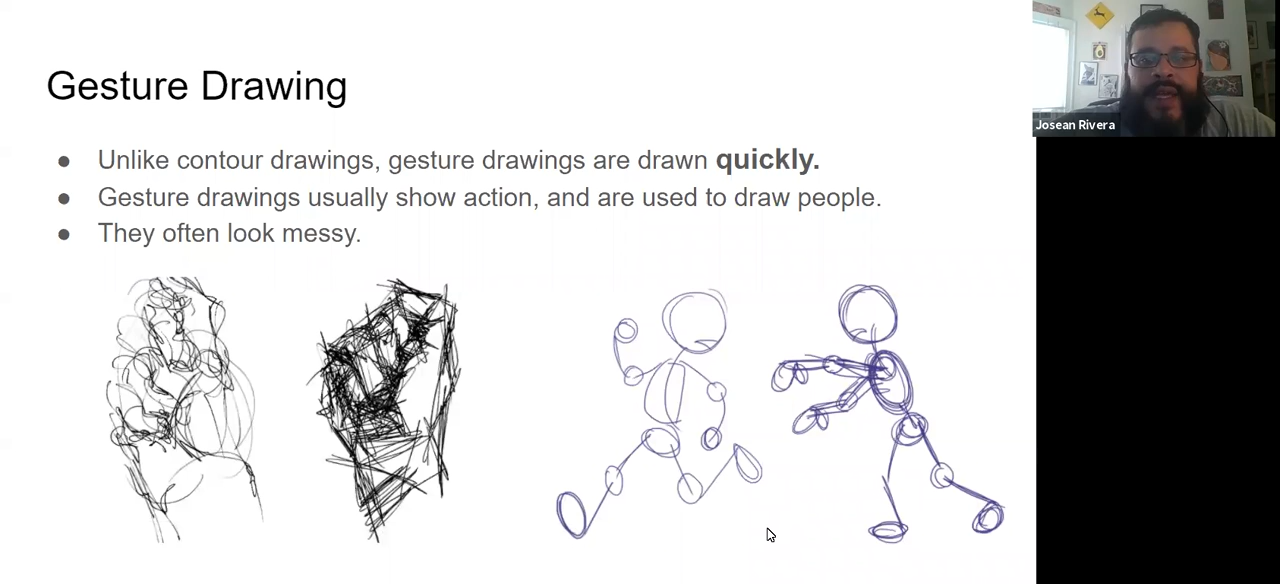 Gesture Drawing
● Unlike contour drawings, gesture drawings are drawn quickly.
● Gesture drawings usually show action, and are used to draw people.
● They often look messy.
Josean Rivera